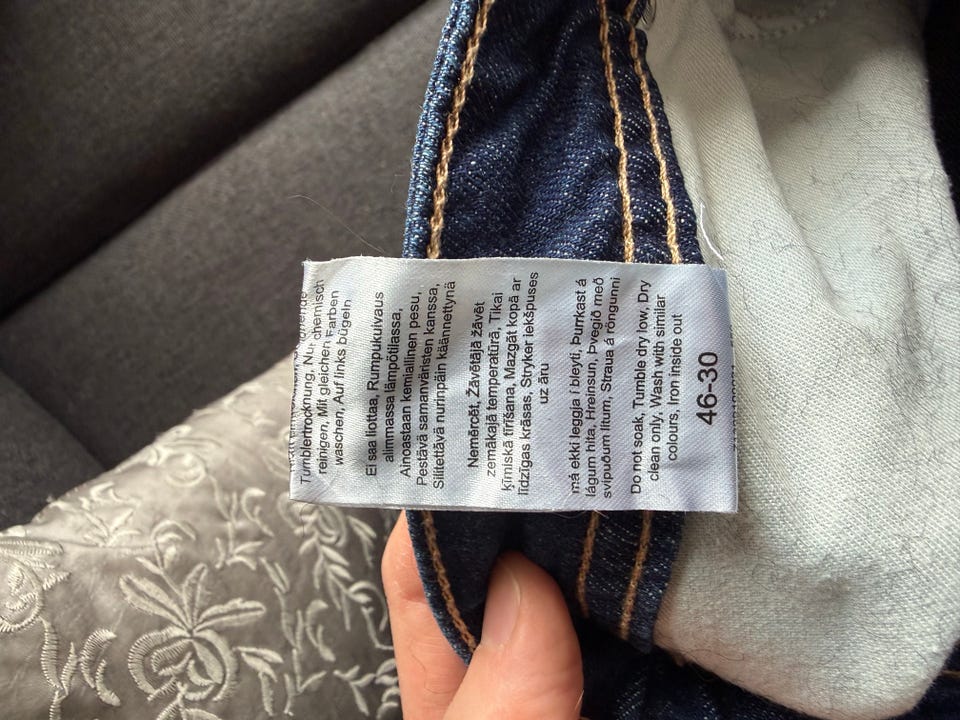 Tumblertrocknung, Nur chemisch
reinigen, Mit gleichen Farben
waschen, Auf links bügeln
Ei saa liottaa, Rumpukuivaus
alimmassa lämpötilassa,
Ainoastaan kemiallinen pesu,
Pestävä samanväristen kanssa,
Silitettävä nurinpäin käännettynä
Nemērcēt, Žāvētājā žāvēt
zemākajā temperatūrā, Tikai
Ķīmiskā tīrīšana, Mazgāt kopā ar
līdzīgas krāsas, Stryker iekšpuses
uz āru
má ekki leggja í bleyti, Þurrkast á
lágum hita, Hreinsun, Þvegið með
svipuðum litum, Straua á röngunni
Do not soak, Tumble dry low, Dry
clean only, Wash with similar
colours, Iron inside out
46-30